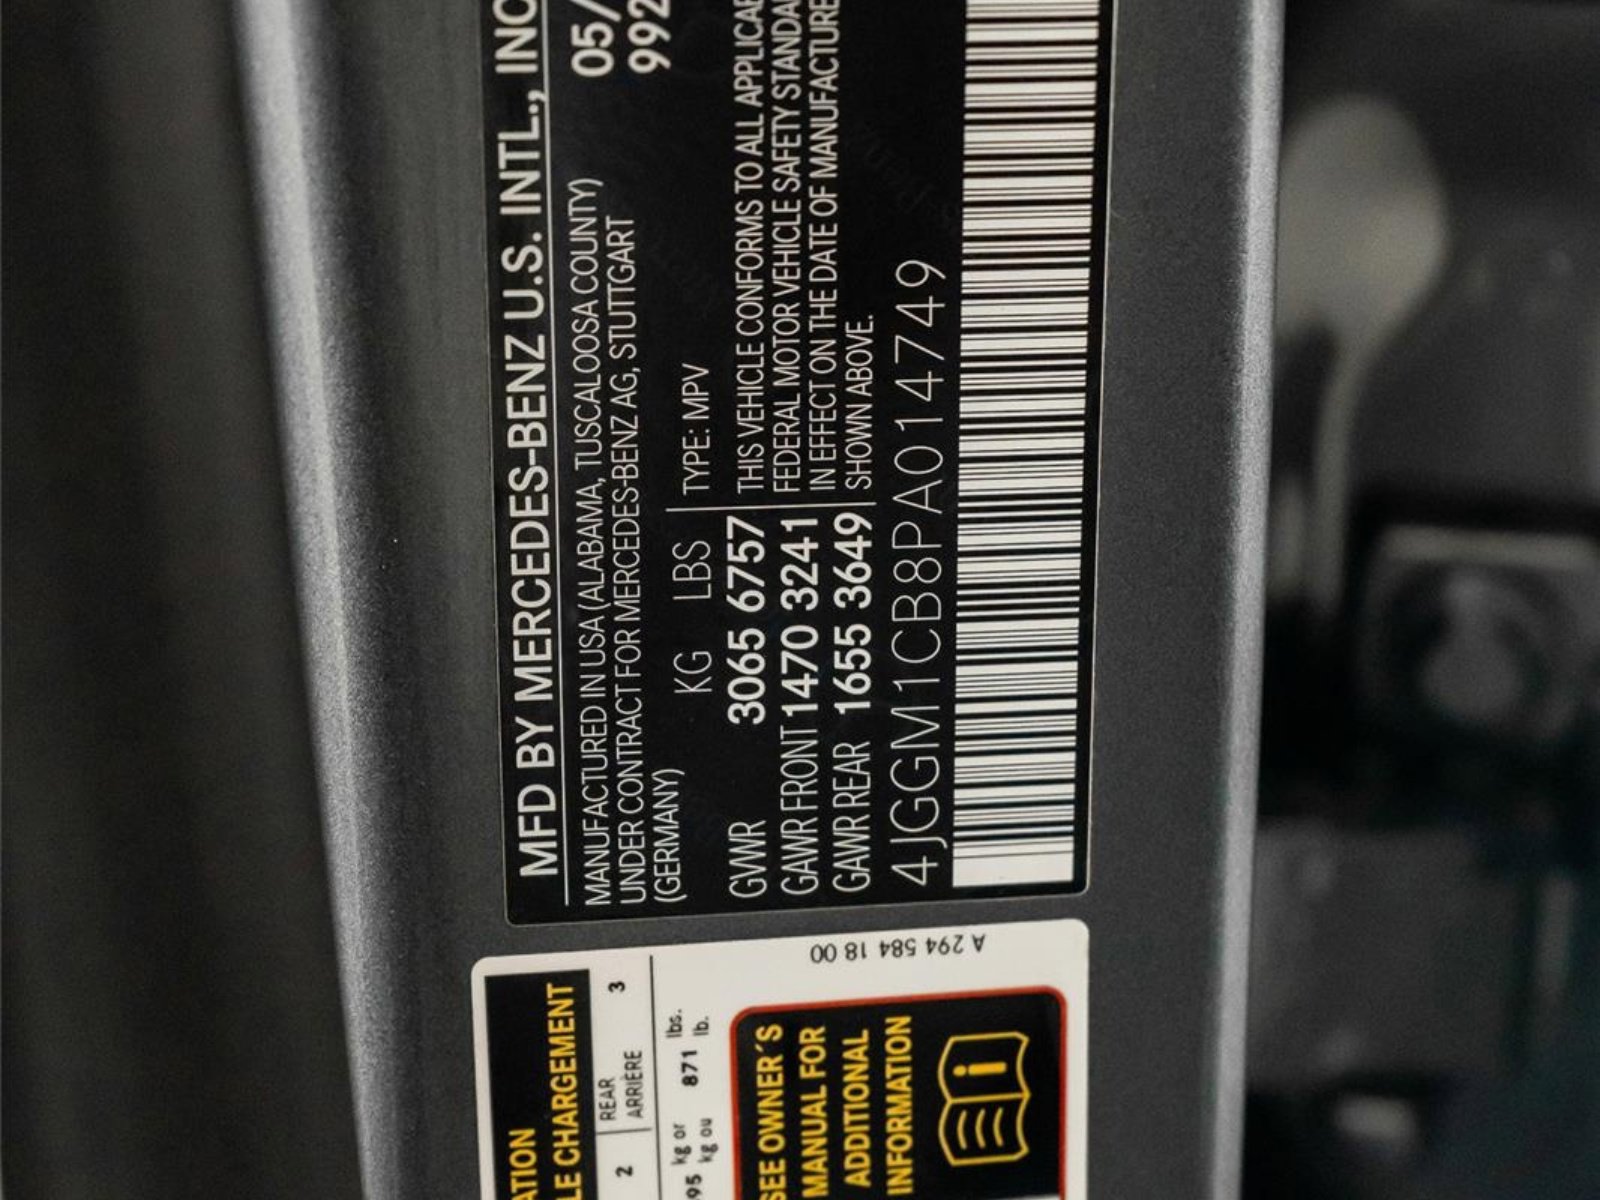 MFD BY MERCEDES-BENZ U.S. INTL., INC
05/
992
MANUFACTURED IN USA (ALABAMA, TUSCALOOSA COUNTY)
UNDER CONTRACT FOR MERCEDES-BENZ AG, STUTTGART
(GERMANY)
KG LBS TYPE: MPV
GVWR 3065 6757
GAWR FRONT 1470 3241
GAWR REAR 1655 3649
THIS VEHICLE CONFORMS TO ALL APPLICAB
FEDERAL MOTOR VEHICLE SAFETY STANDA
IN EFFECT ON THE DATE OF MANUFACTURE
SHOWN ABOVE.
4JGGM1CB8PA014749
A 294 584 18 00
ATION
LE CHARGEMENT
2 REAR 3
ARRIÈRE
95 kg or 871 lbs.
kg ou lb.
SEE OWNER'S
MANUAL FOR
ADDITIONAL
INFORMATION